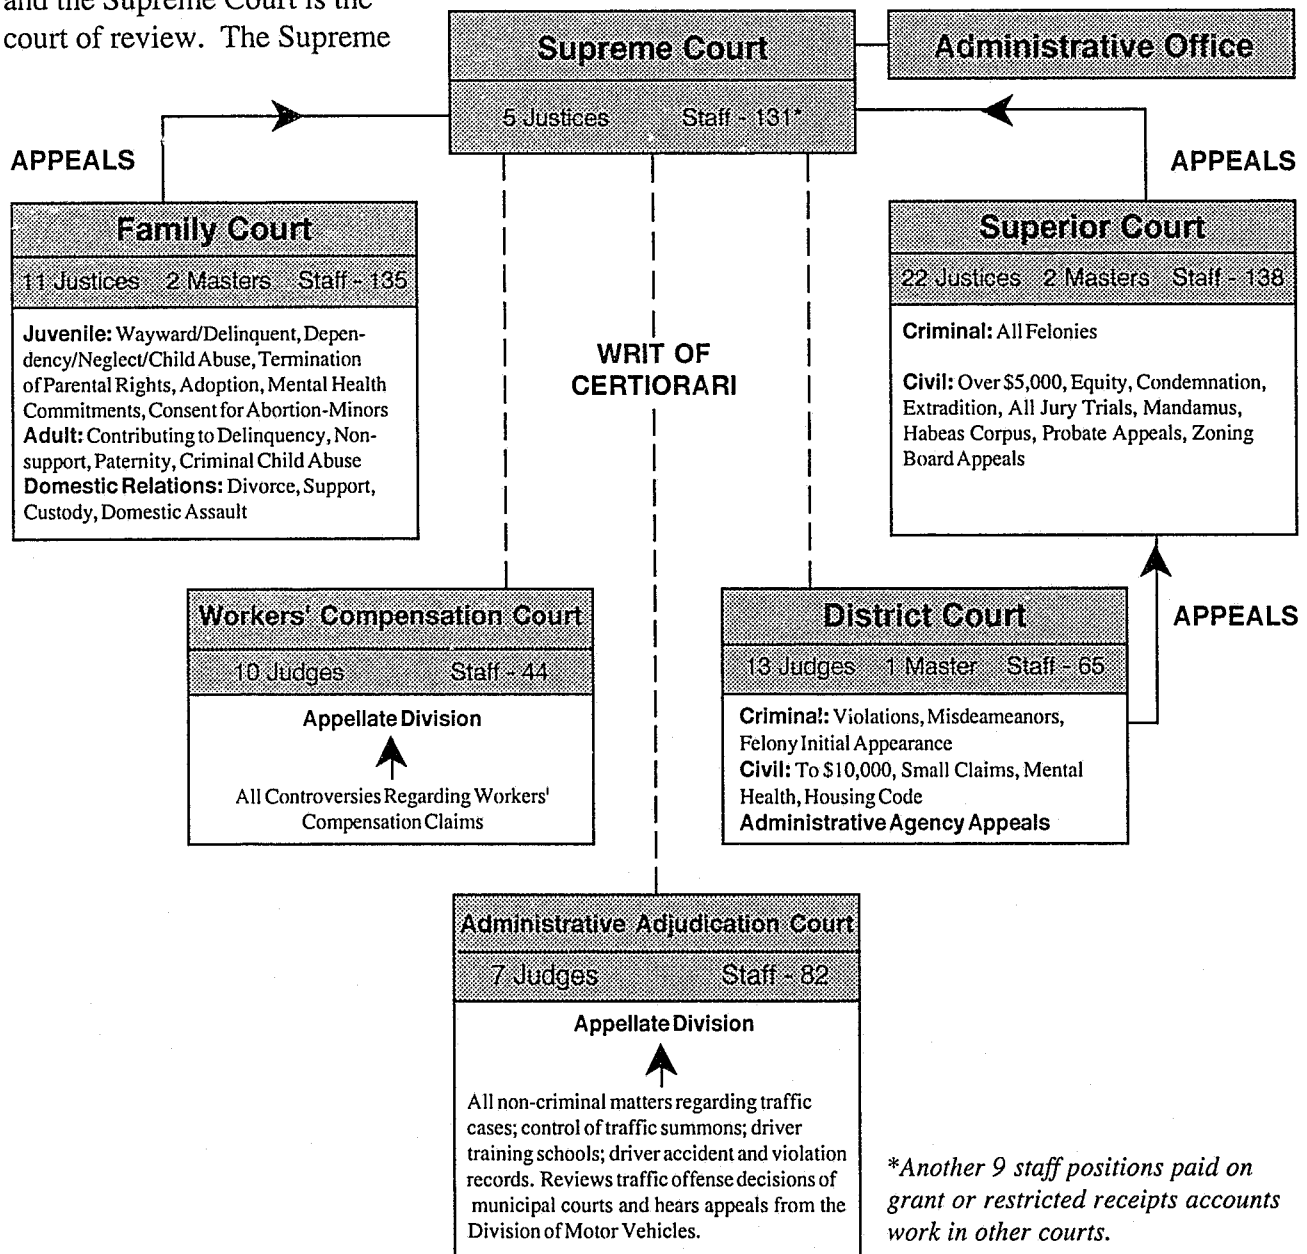 and the Supreme Court is the
court of review. The Supreme
Supreme Court
Administrative Office
5 Justices Staff - 131*
APPEALS
APPEALS
Family Court
11 Justices 2 Masters Staff - 135
Juvenile: Wayward/Delinquent, Depen-
dency/Neglect/Child Abuse, Termination
of Parental Rights, Adoption, Mental Health
Commitments, Consent for Abortion-Minors
Adult: Contributing to Delinquency, Non-
support, Paternity, Criminal Child Abuse
Domestic Relations: Divorce, Support,
Custody, Domestic Assault
Superior Court
22 Justices 2 Masters Staff - 138
Criminal: All Felonies
Civil: Over $5,000, Equity, Condemnation,
Extradition, All Jury Trials, Mandamus,
Habeas Corpus, Probate Appeals, Zoning
Board Appeals
WRIT OF
CERTIORARI
Workers' Compensation Court
10 Judges Staff - 44
Appellate Division
All Controversies Regarding Workers'
Compensation Claims
District Court
13 Judges 1 Master Staff - 65
Criminal: Violations, Misdeameanors,
Felony Initial Appearance
Civil: To $10,000, Small Claims, Mental
Health, Housing Code
Administrative Agency Appeals
APPEALS
Administrative Adjudication Court
7 Judges Staff - 82
Appellate Division
All non-criminal matters regarding traffic
cases; control of traffic summons; driver
training schools; driver accident and violation
records. Reviews traffic offense decisions of
municipal courts and hears appeals from the
Division of Motor Vehicles.
*Another 9 staff positions paid on
grant or restricted receipts accounts
work in other courts.